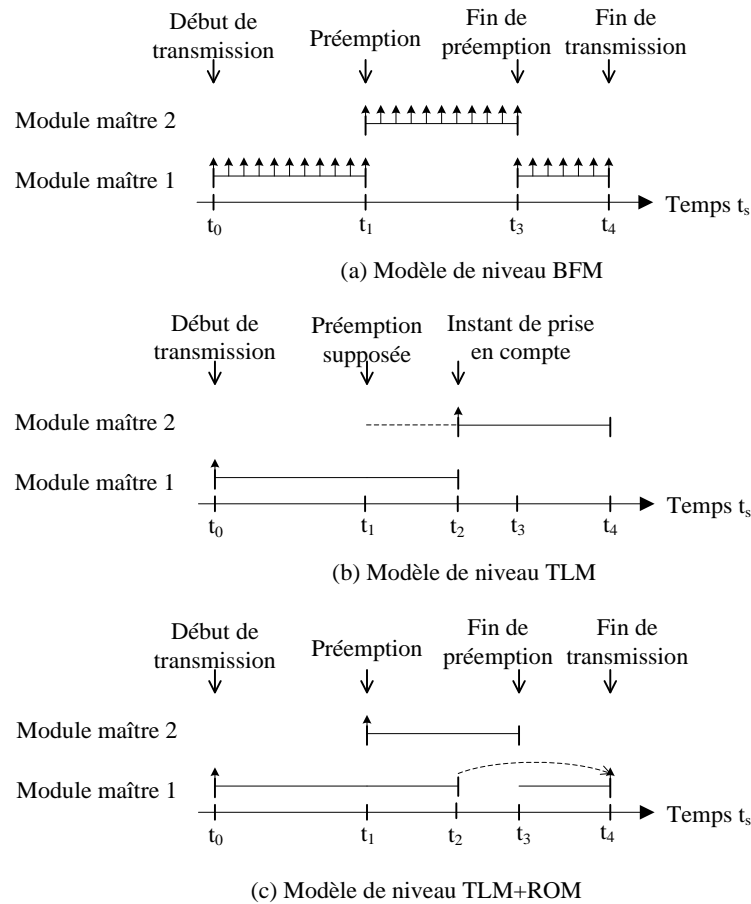 Début de
transmission
Préemption
Fin de
préemption
Fin de
transmission
Module maître 2
Module maître 1
t0
t1
t3
t4
Temps ts
(a) Modèle de niveau BFM
Début de
transmission
Préemption
supposée
Instant de prise
en compte
Module maître 2
Module maître 1
t0
t1
t2
t3
t4
Temps ts
(b) Modèle de niveau TLM
Début de
transmission
Préemption
Fin de
préemption
Fin de
transmission
Module maître 2
Module maître 1
t0
t1
t2
t3
t4
Temps ts
(c) Modèle de niveau TLM+ROM